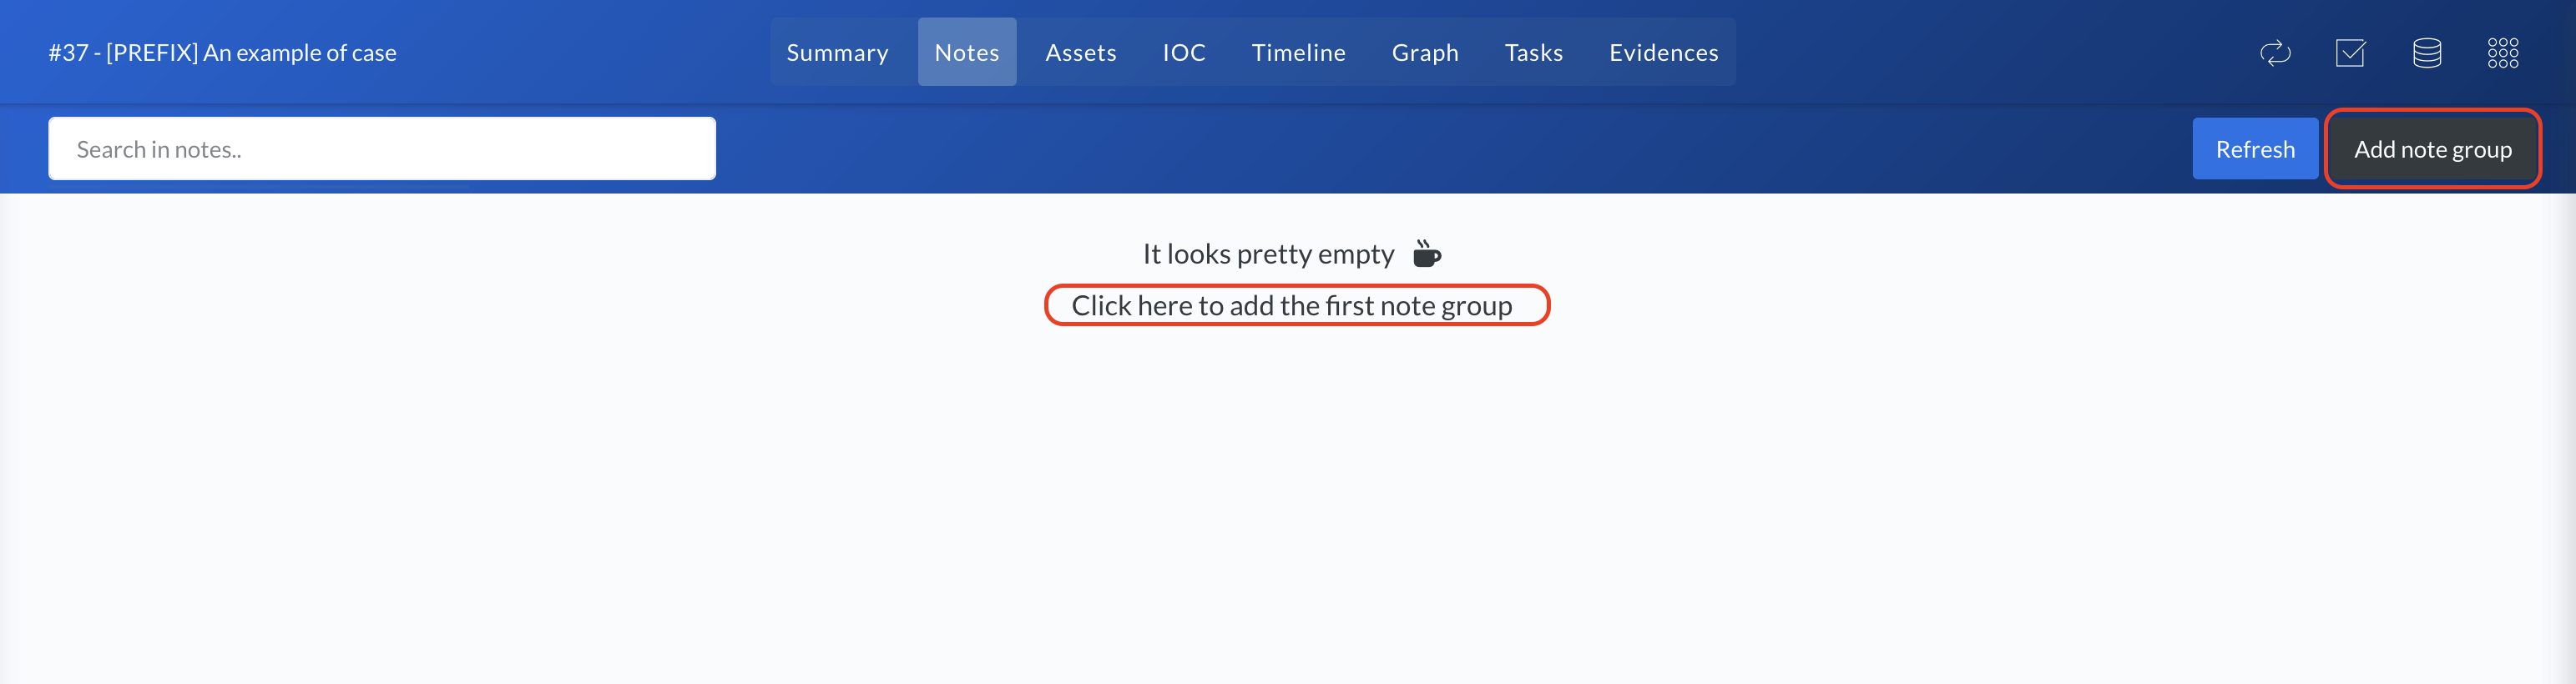 #37 - [PREFIX] An example of case
Summary Notes Assets IOC Timeline Graph Tasks Evidences
Search in notes..
Refresh Add note group
It looks pretty empty
Click here to add the first note group